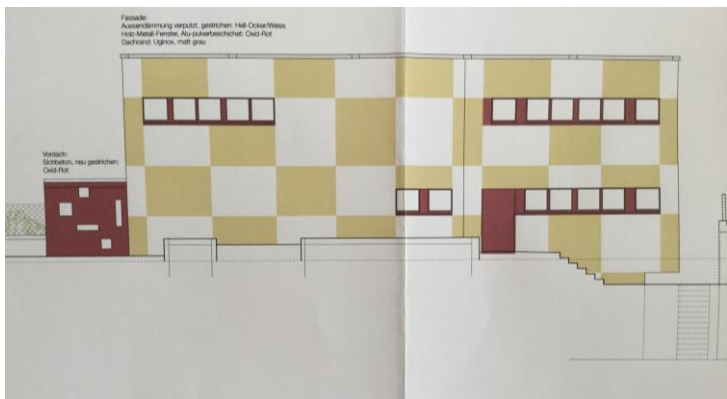 Fassade:
Aussendämmung verputzt, gestrichen: Hell-Ocker/Weiss
Holz-Metall-Fenster, Alu-pulverbeschichet: Oxid-Rot
Dachrand: Uginox, matt grau
Vordach:
Sichtbeton, neu gestrichen:
Oxid-Rot